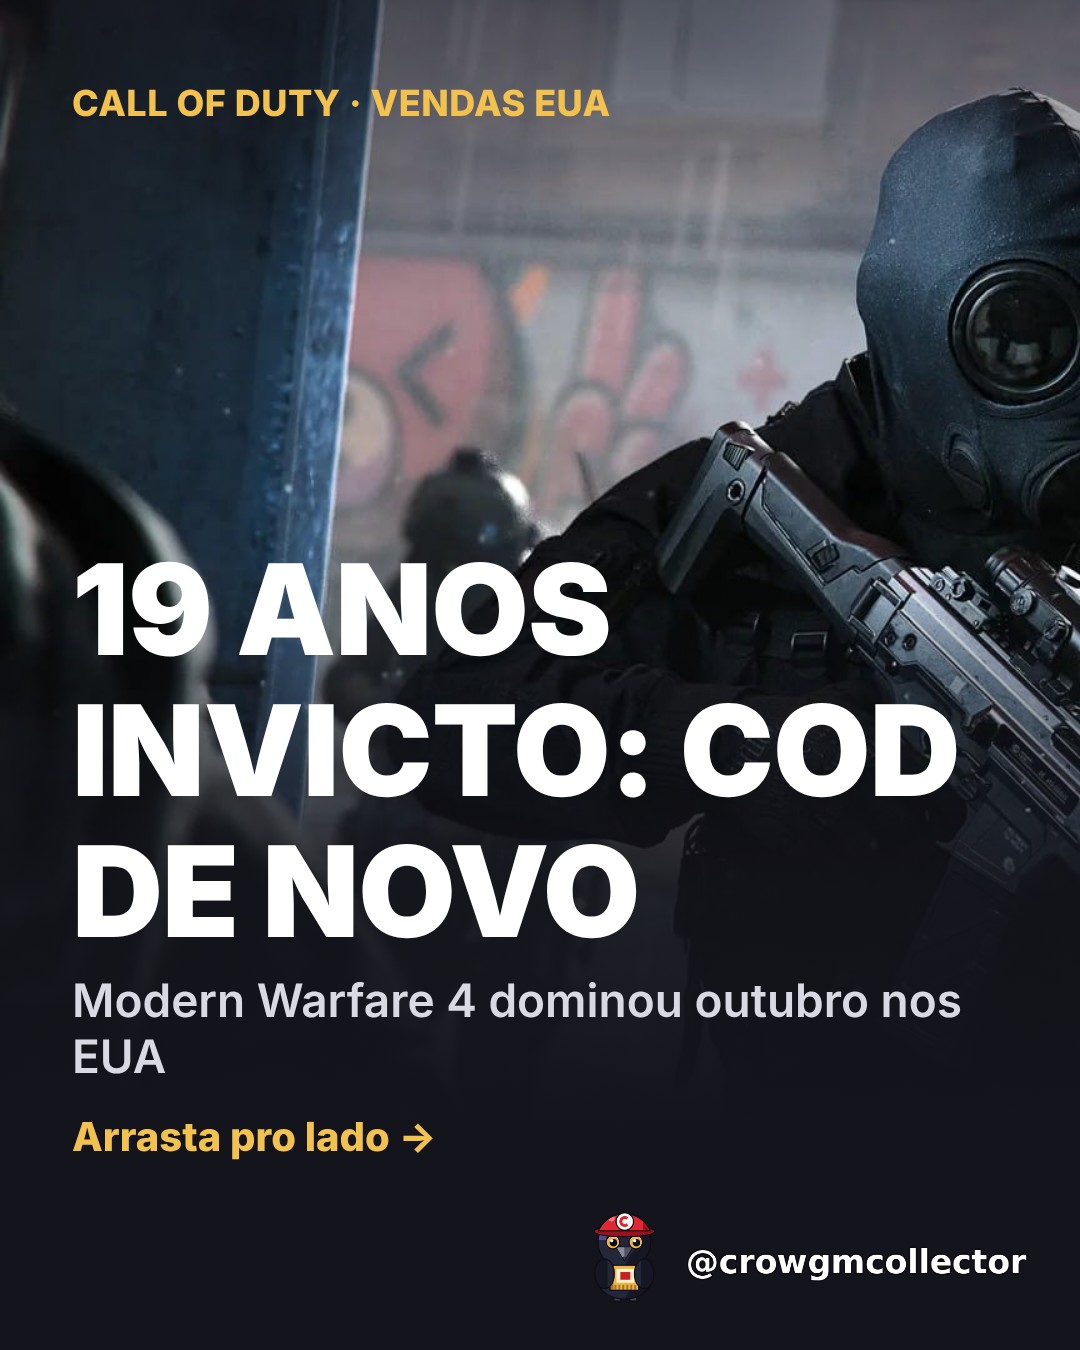 CALL OF DUTY · VENDAS EUA
19 ANOS
INVICTO: COD
DE NOVO
Modern Warfare 4 dominou outubro nos
EUA
Arrasta pro lado →
C
@crowgmcollector